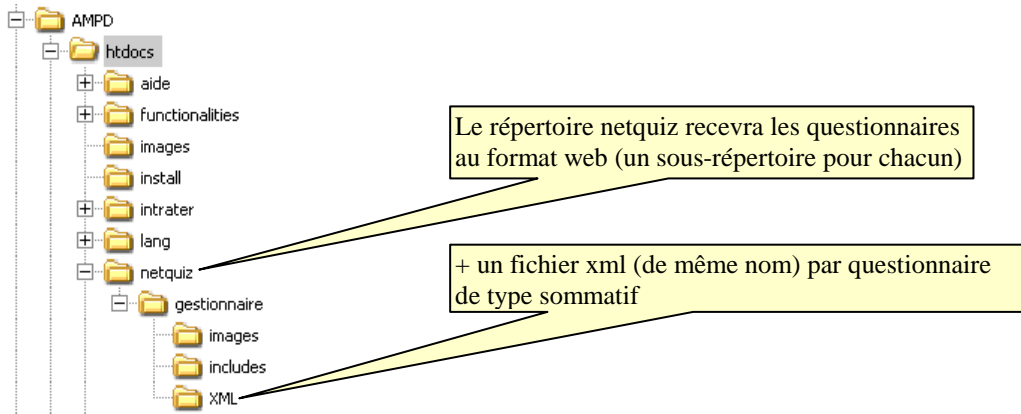 AMPD
htdocs
aide
functionalities
images
install
intrater
lang
netquiz
gestionnaire
images
includes
XML
Le répertoire netquiz recevra les questionnaires
au format web (un sous-répertoire pour chacun)
+ un fichier xml (de même nom) par questionnaire
de type sommatif